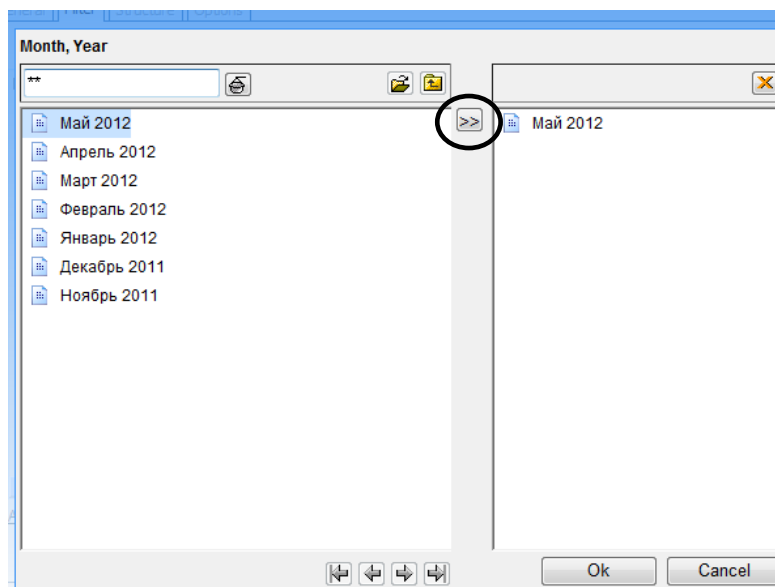 Filter Structure Options
Month, Year
**
>>
Май 2012
Апрель 2012
Март 2012
Февраль 2012
Январь 2012
Декабрь 2011
Ноябрь 2011
Май 2012
Ok Cancel